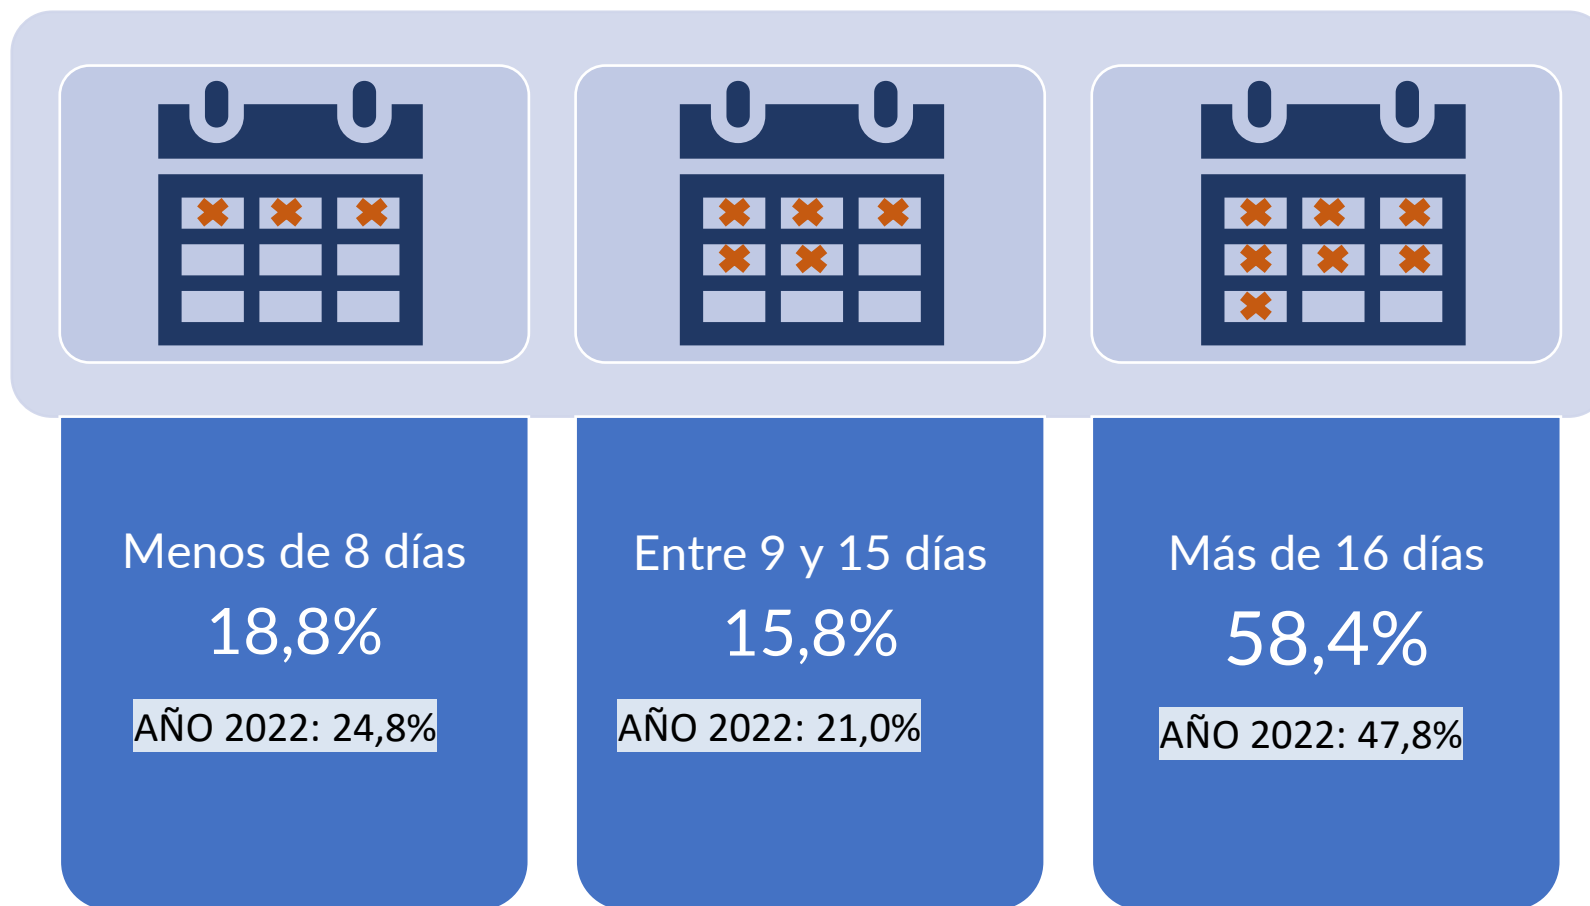 Menos de 8 días
18,8%
AÑO 2022: 24,8%
Entre 9 y 15 días
15,8%
AÑO 2022: 21,0%
Más de 16 días
58,4%
AÑO 2022: 47,8%